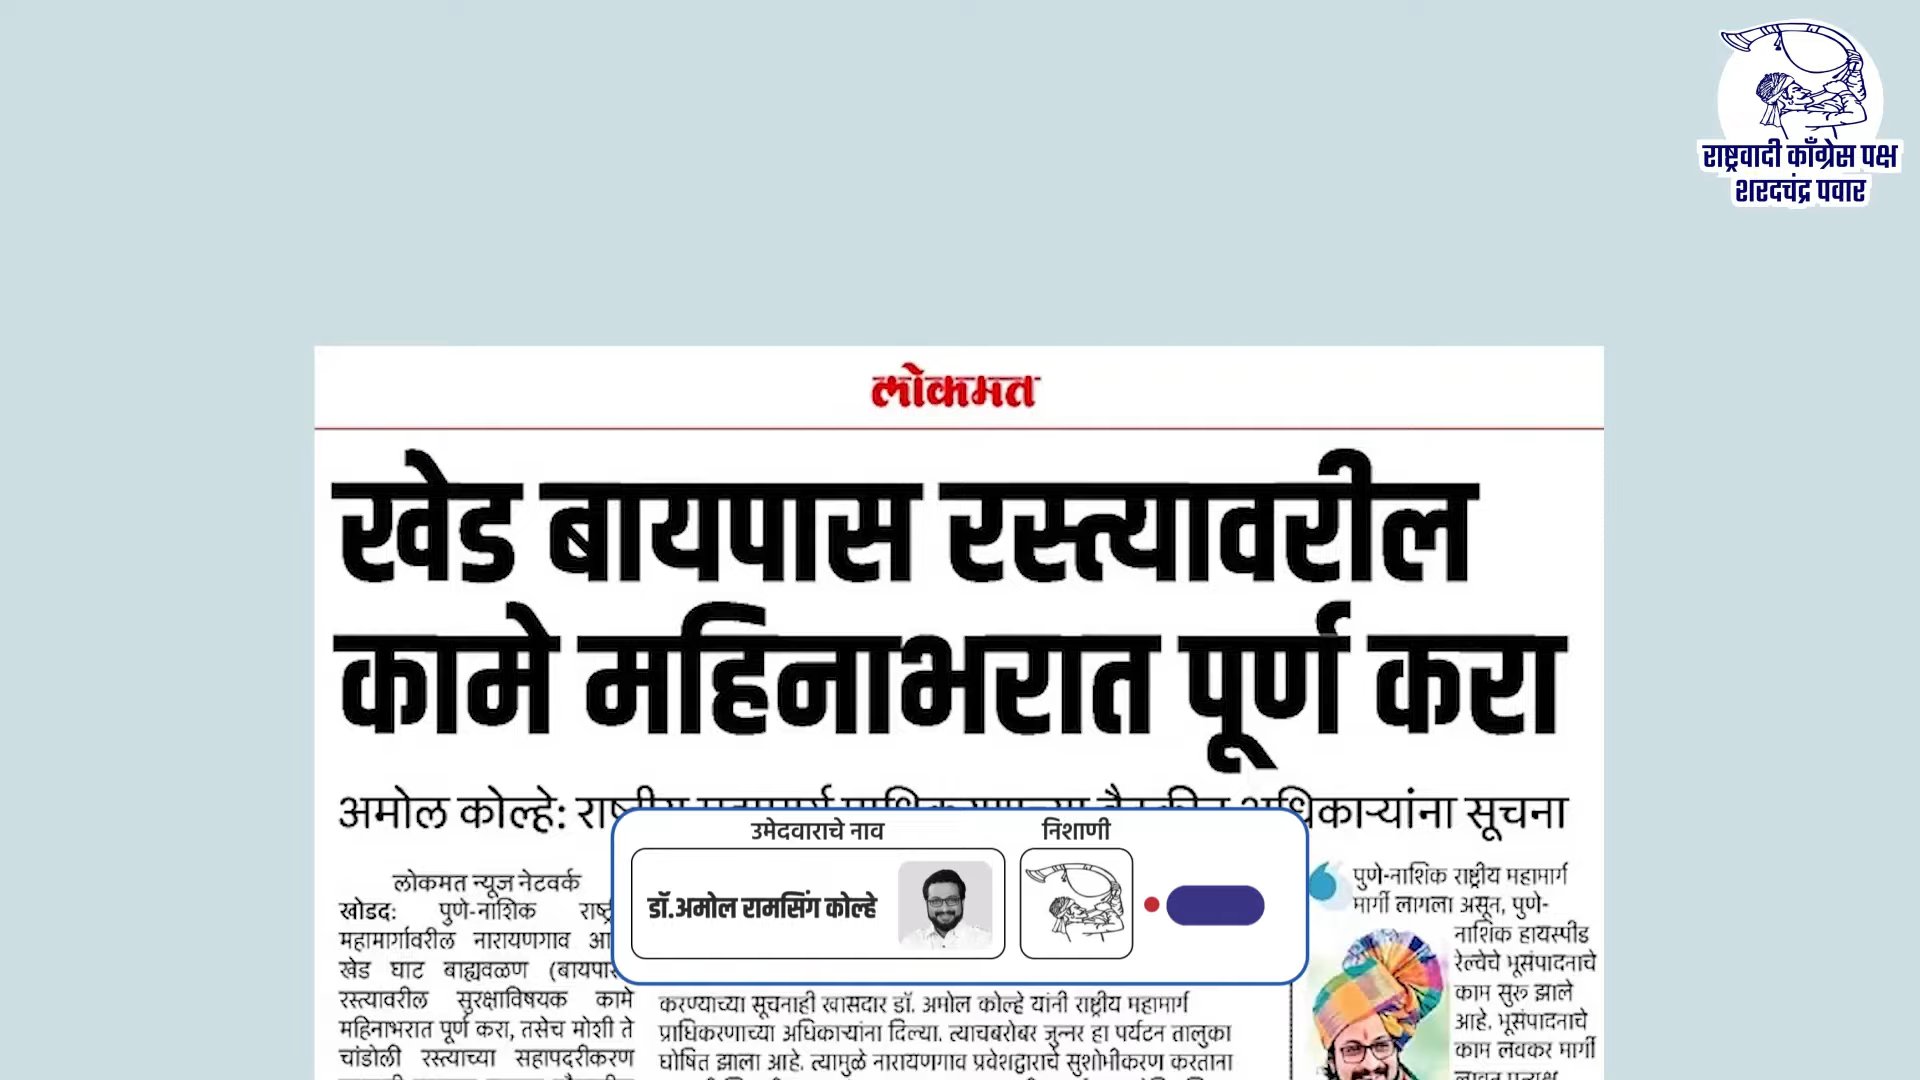 राष्ट्रवादी काँग्रेस पक्ष
शरदचंद्र पवार
लोकमत
खेड बायपास रस्त्यावरील
कामे महिनाभरात पूर्ण करा
अमोल कोल्हे: राष्ट्रीय महामार्ग प्राधिकरणाच्या बैठकीत अधिकाऱ्यांना सूचना
उमेदवाराचे नाव
निशाणी
डॉ.अमोल रामसिंग कोल्हे
लोकमत न्यूज नेटवर्क
खोडद: पुणे-नाशिक
महामार्गावरील नारायणगाव
खेड घाट बाह्यवळण
रस्त्यावरील सुरक्षाविषयक कामे
महिनाभरात पूर्ण करा, तसेच मोशी ते
चांडोली रस्त्याच्या सहापदरीकरण
करण्याच्या सूचनाही खासदार डॉ. अमोल कोल्हे यांनी राष्ट्रीय महामार्ग
प्राधिकरणाच्या अधिकाऱ्यांना दिल्या. त्याचबरोबर जुन्नर हा पर्यटन तालुका
घोषित झाला आहे. त्यामुळे नारायणगाव प्रवेशद्वाराचे सुशोभीकरण करताना
पुणे-नाशिक राष्ट्रीय महामार्ग
मार्गी लागला असून, पुणे-
नाशिक हायस्पीड
रेल्वेचे भूसंपादनाचे
काम सुरू झाले
आहे. भूसंपादनाचे
काम लवकर मार्गी